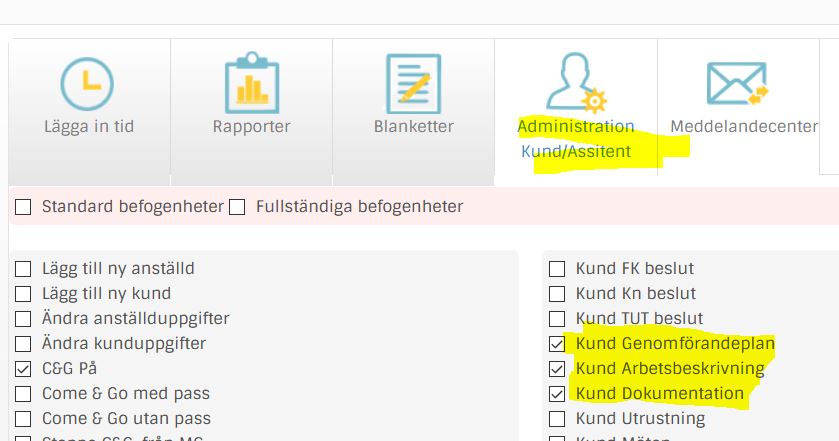 Lägga in tid
Rapporter
Blanketter
Administration
Kund/Assitent
Meddelandecenter
Standard befogenheter
Fullständiga befogenheter
Lägg till ny anställd
Lägg till ny kund
Ändra anställduppgifter
Ändra kunduppgifter
C&G På
Come & Go med pass
Come & Go utan pass
Kund FK beslut
Kund Kn beslut
Kund TUT beslut
Kund Genomförandeplan
Kund Arbetsbeskrivning
Kund Dokumentation
Kund Utrustning